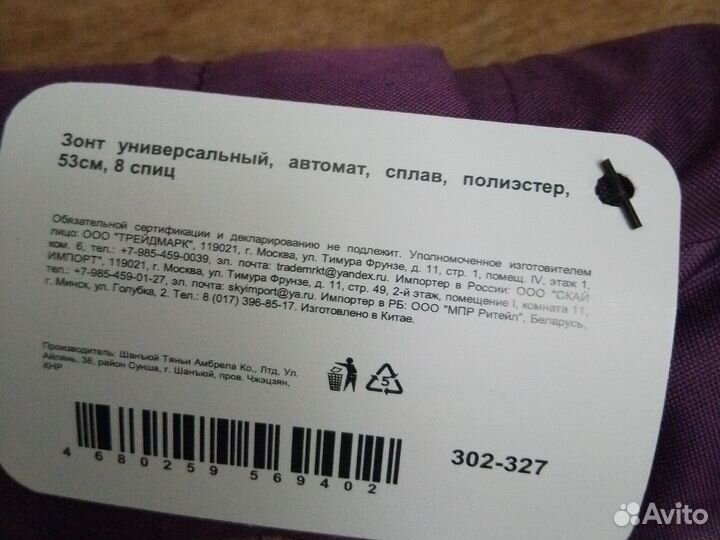 Зонт универсальный, автомат, сплав, полиэстер,
53см, 8 спиц
Обязательной сертификации и декларированию не подлежит. Уполномоченное изготовителем
лицо: ООО "ТРЕЙДМАРК", 119021, г. Москва, ул. Тимура Фрунзе, д. 11, стр. 1, помещ. IV, этаж 1,
ком. 6, тел.: +7-985-459-0039, эл. почта: trademrkt@yandex.ru. Импортер в России: ООО "СКАЙ
ИМПОРТ", 119021, г. Москва, ул. Тимура Фрунзе, д. 11, стр. 49, 2-й этаж, помещение I, комната 11,
тел.: +7-985-459-01-27, эл. почта: skyimport@ya.ru. Импортер в РБ: ООО "МПР Ритейл", Беларусь,
г. Минск, ул. Голубка, 2. Тел.: 8 (017) 396-85-17. Изготовлено в Китае.
Производитель: Шанъюй Тяньи Амбрела Ко., Лтд, Ул.
Айлянь, 38, район Сунша, г. Шанъюй, пров. Чжэцзян,
КНР
5
4 680259 569402
302-327
Avito